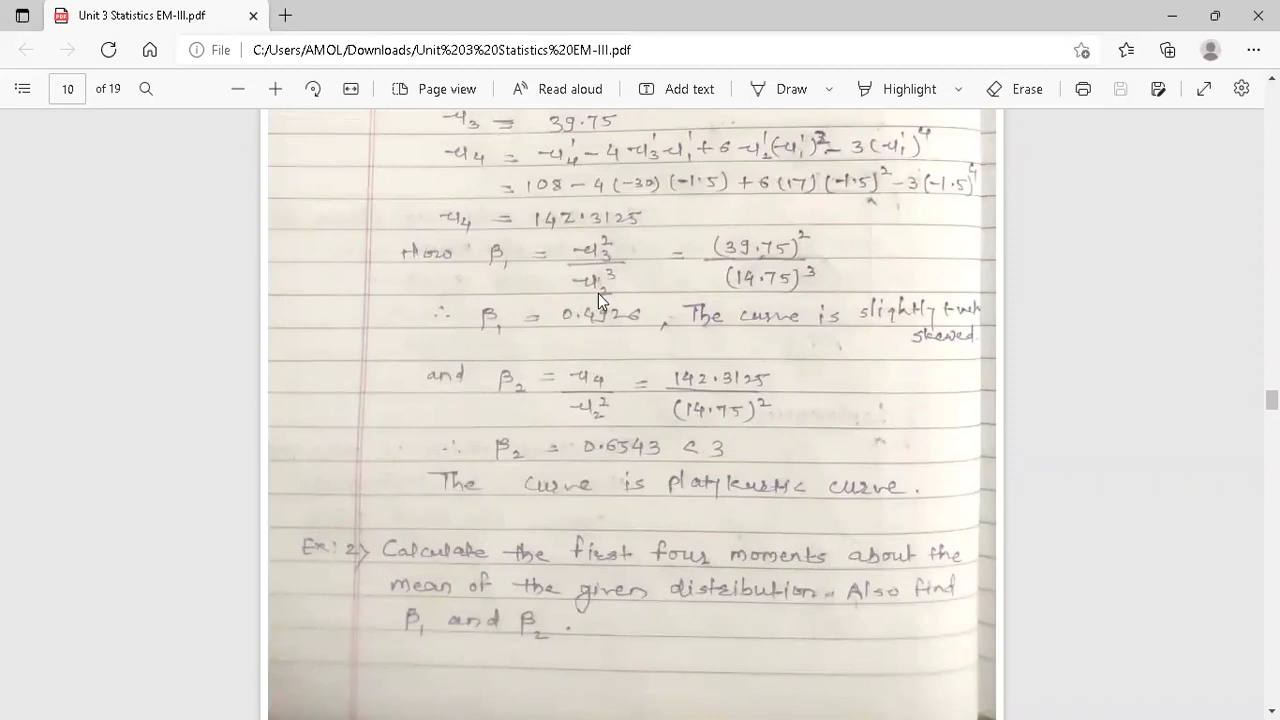 Unit 3 Statistics EM-III.pdf
File C:/Users/AMOL/Downloads/Unit%203%20Statistics%20EM-III.pdf
10 of 19 Page view Read aloud Add text Draw Highlight Erase
μ₃ = 39.75
μ₄ = μ₄' - 4 μ₃' μ₁' + 6 μ₂' (μ₁')² - 3 (μ₁')⁴
= 108 - 4 (-30) (-1.5) + 6 (17) (-1.5)² - 3 (-1.5)⁴
μ₄ = 142.3125
Now β₁ = μ₃² / μ₂³ = (39.75)² / (14.75)³
∴ β₁ = 0.4926 , The curve is slightly
skewed.
and β₂ = μ₄ / μ₂² = 142.3125 / (14.75)²
∴ β₂ = 0.6543 < 3
The curve is platykurtic curve.
Ex: 2) Calculate the first four moments about the
mean of the given distribution. Also find
β₁ and β₂.